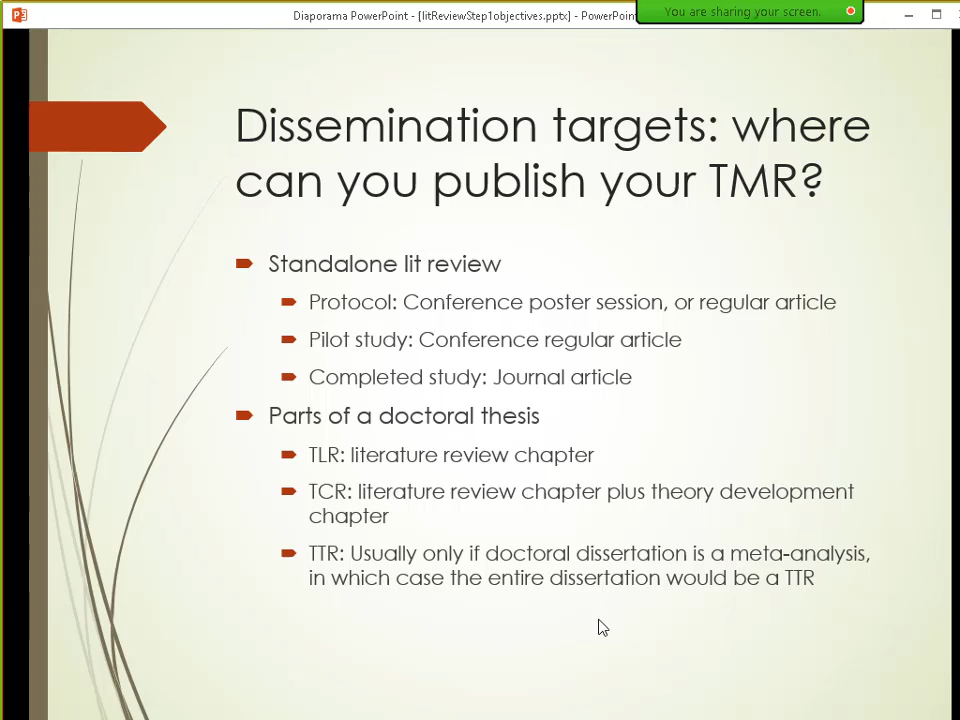 Diaporama PowerPoint - [litReviewStep1objectives.pptx] - PowerPoin
You are sharing your screen.
Dissemination targets: where
can you publish your TMR?
Standalone lit review
Protocol: Conference poster session, or regular article
Pilot study: Conference regular article
Completed study: Journal article
Parts of a doctoral thesis
TLR: literature review chapter
TCR: literature review chapter plus theory development
chapter
TTR: Usually only if doctoral dissertation is a meta-analysis,
in which case the entire dissertation would be a TTR